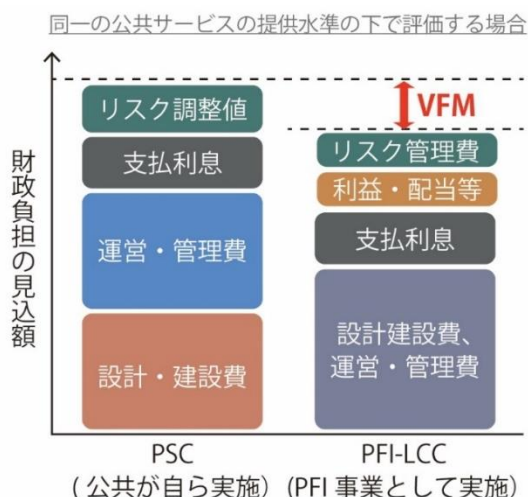 同一の公共サービスの提供水準の下で評価する場合
財政負担の見込額
リスク調整値
支払利息
運営・管理費
設計・建設費
VFM
リスク管理費
利益・配当等
支払利息
設計建設費、
運営・管理費
PSC
(公共が自ら実施)
PFI-LCC
(PFI 事業として実施)